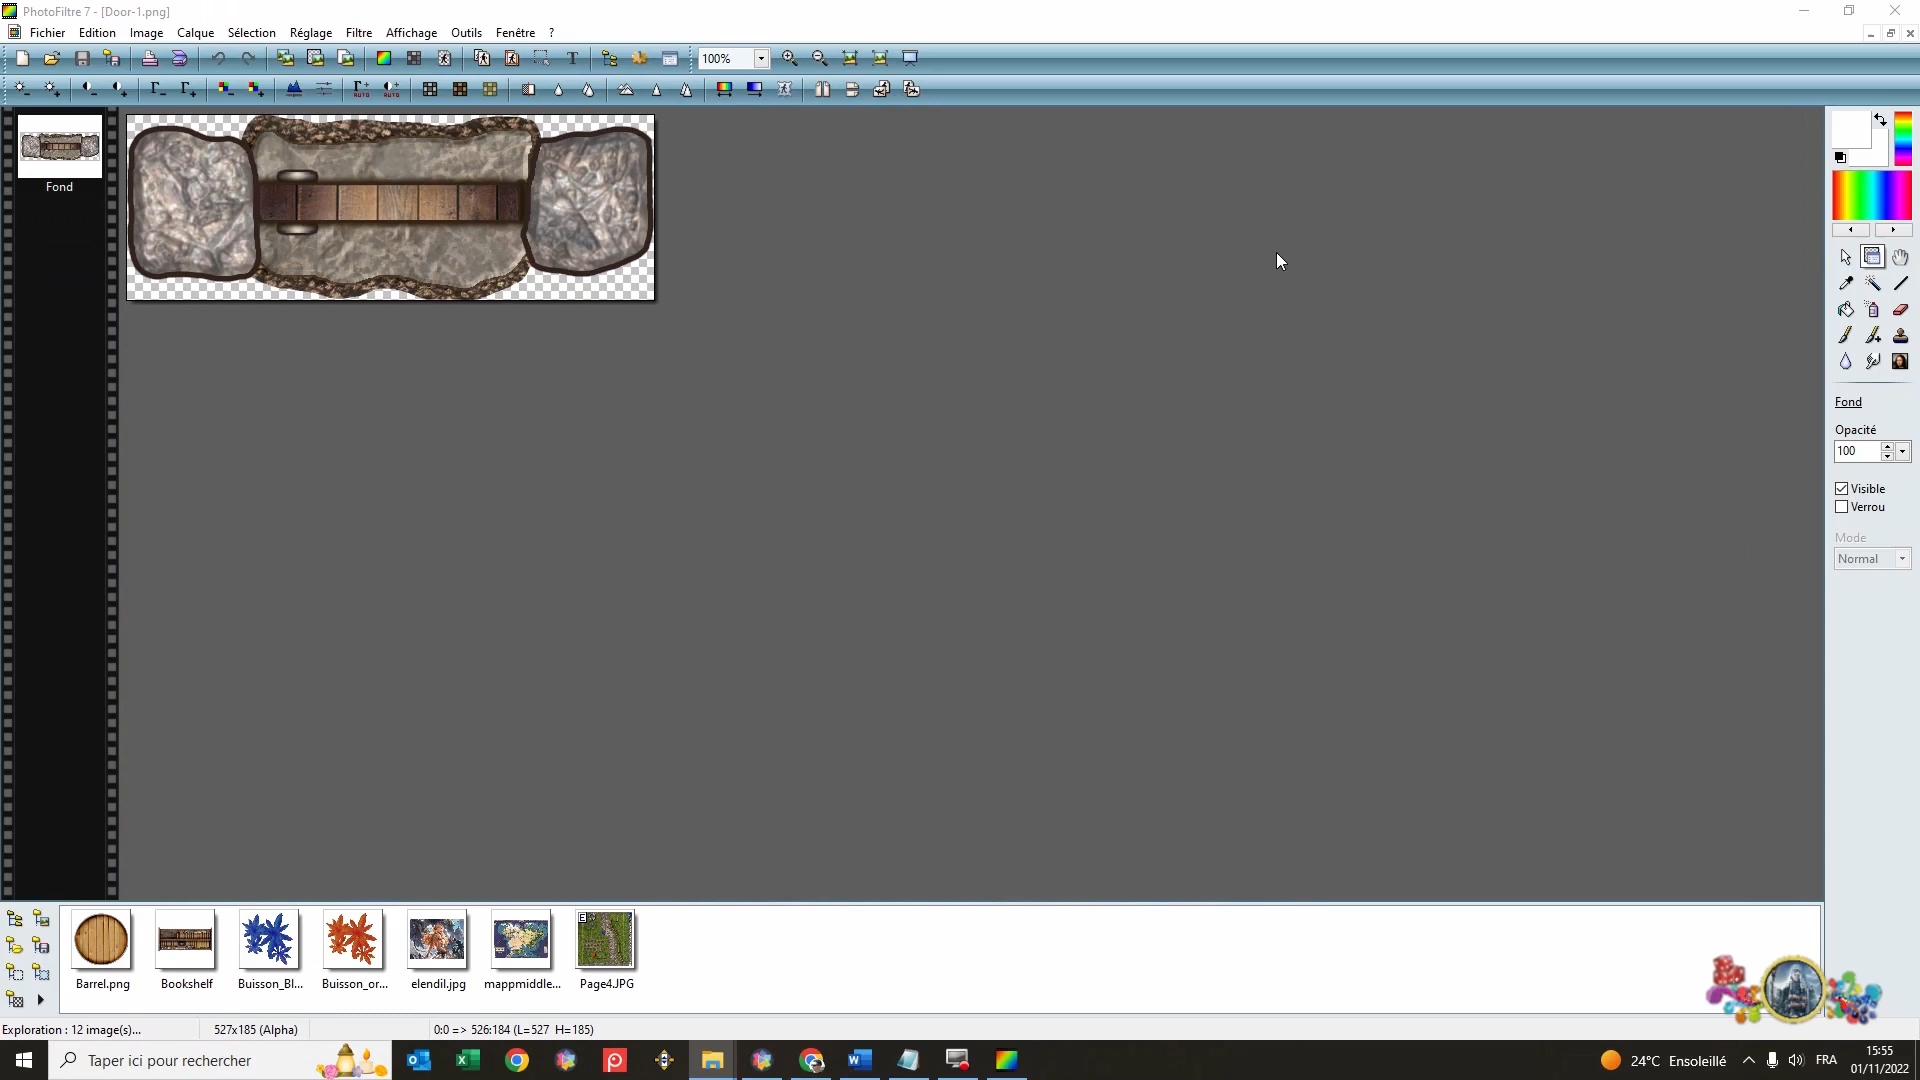 PhotoFiltre 7 - [Door-1.png]
Fichier Edition Image Calque Sélection Réglage Filtre Affichage Outils Fenêtre ?
100%
AUTO AUTO
Fond
Fond
Opacité
100
Visible
Verrou
Mode
Normal
Barrel.png Bookshelf Buisson_Bl... Buisson_or... elendil.jpg mappmiddle... Page4.JPG
Exploration : 12 image(s)... 527x185 (Alpha) 0:0 => 526:184 (L=527 H=185)
Taper ici pour rechercher
24°C Ensoleillé
FRA
15:55
01/11/2022